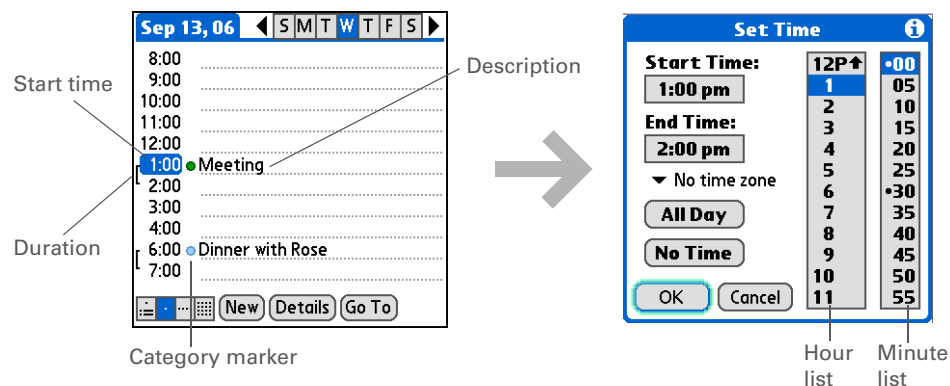 Sep 13, 06 S M T W T F S
8:00
9:00
10:00
11:00
12:00
1:00 Meeting
2:00
3:00
4:00
6:00 Dinner with Rose
7:00
New Details Go To
Start time
Duration
Description
Category marker
Set Time
Start Time:
1:00 pm
End Time:
2:00 pm
No time zone
All Day
No Time
OK Cancel
12P
1
2
3
4
5
6
7
8
9
10
11
•00
05
10
15
20
25
•30
35
40
45
50
55
Hour
list
Minute
list